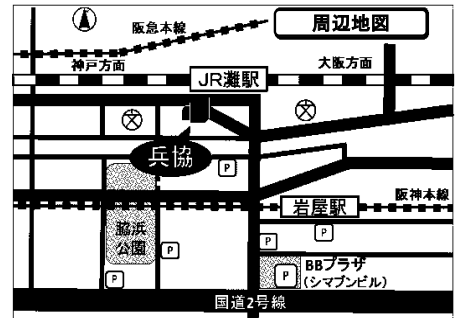 周辺地図
阪急本線
神戸方面
大阪方面
JR灘駅
文
文
兵協
P
阪神本線
岩屋駅
脇浜
公園
P
P
P
P
P
BBプラザ
(シマブンビル)
国道2号線